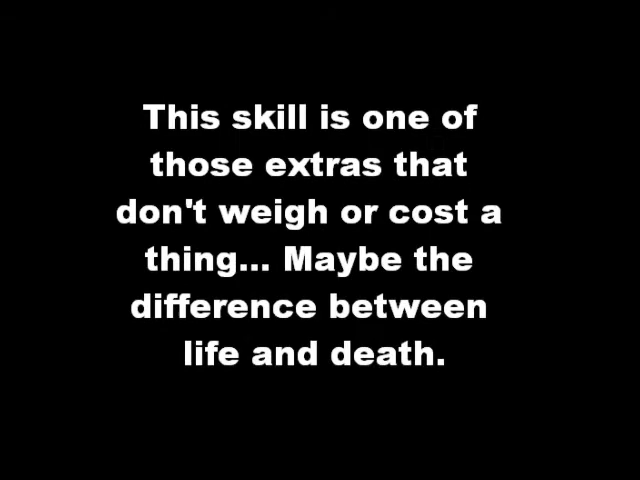 This skill is one of
those extras that
don't weigh or cost a
thing... Maybe the
difference between
life and death.